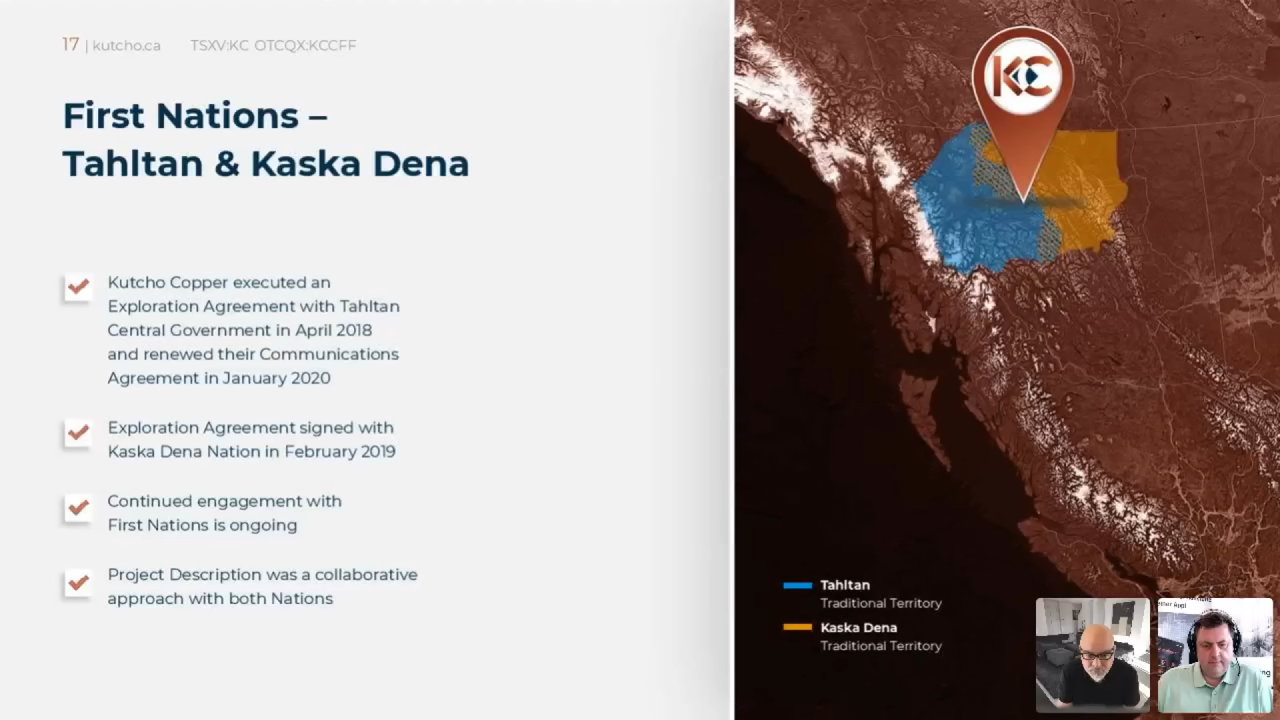 17 | kutcho.ca TSXV:KC OTCQX:KCCFF
First Nations –
Tahltan & Kaska Dena
Kutcho Copper executed an
Exploration Agreement with Tahltan
Central Government in April 2018
and renewed their Communications
Agreement in January 2020
Exploration Agreement signed with
Kaska Dena Nation in February 2019
Continued engagement with
First Nations is ongoing
Project Description was a collaborative
approach with both Nations
KC
Tahltan
Traditional Territory
Kaska Dena
Traditional Territory